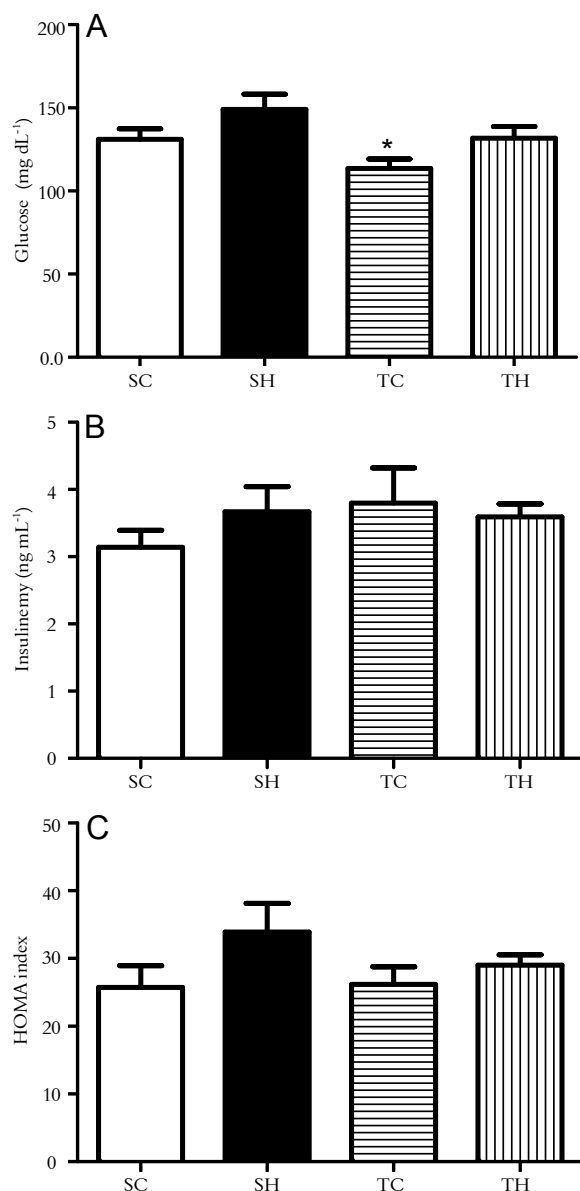 A
200
150
100
50
0.0
Glucose (mg dL⁻¹)
*
SC SH TC TH
B
5
4
3
2
1
0
Insulinemy (ng mL⁻¹)
SC SH TC TH
C
50
40
30
20
10
0
HOMA index
SC SH TC TH